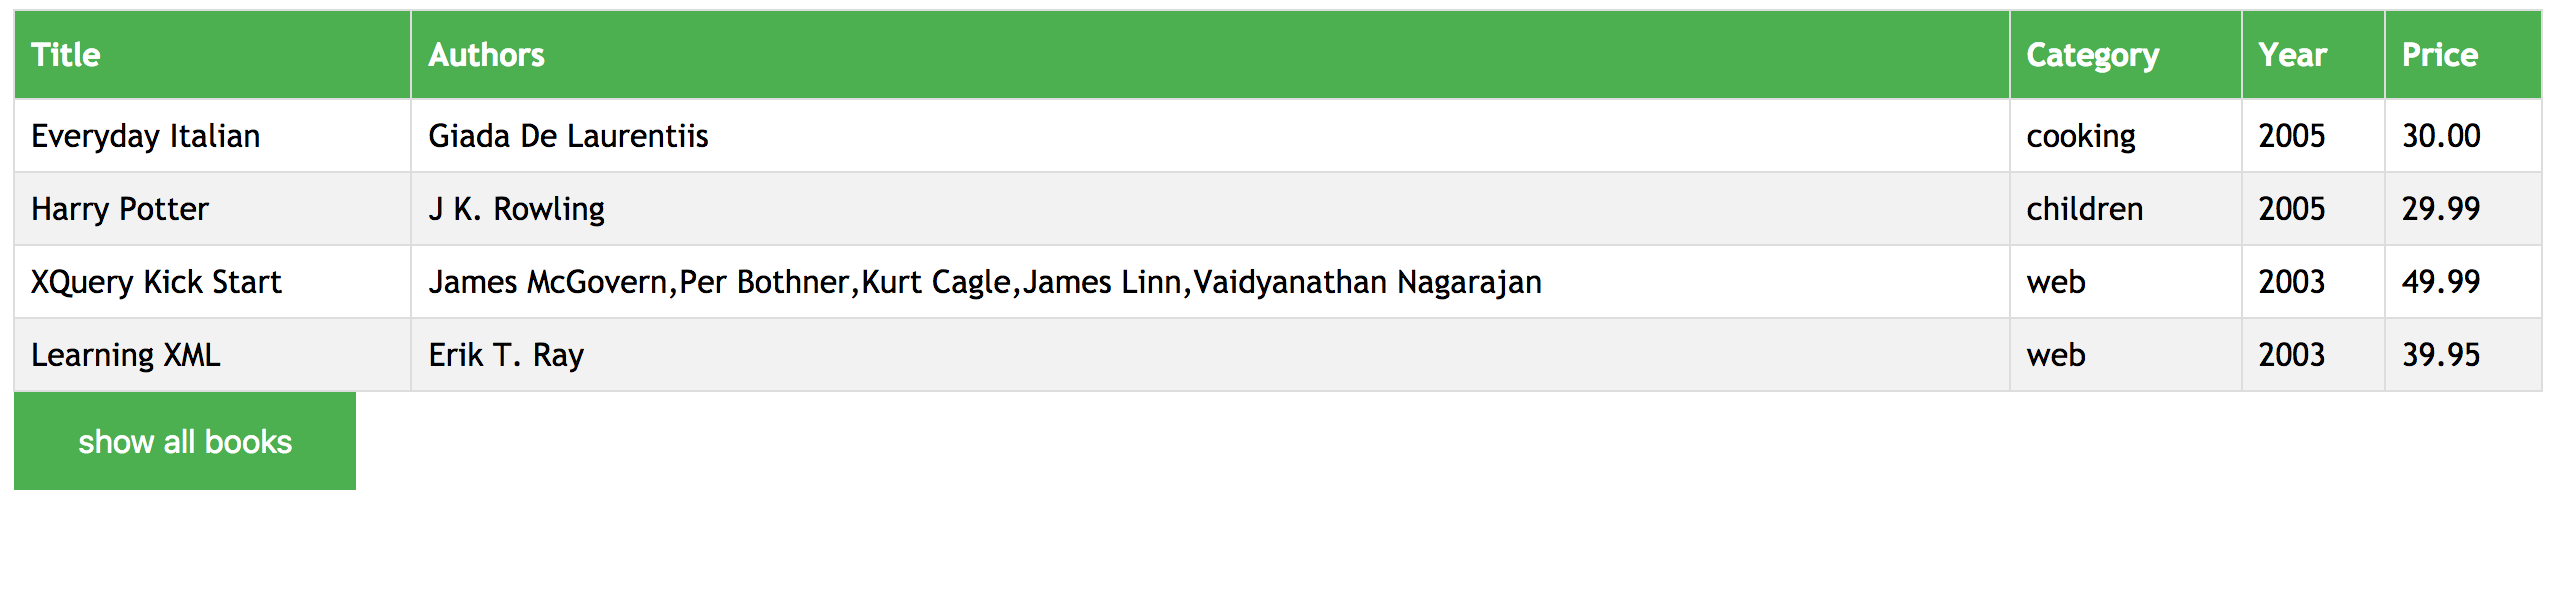 Title Authors Category Year Price
Everyday Italian Giada De Laurentiis cooking 2005 30.00
Harry Potter J K. Rowling children 2005 29.99
XQuery Kick Start James McGovern,Per Bothner,Kurt Cagle,James Linn,Vaidyanathan Nagarajan web 2003 49.99
Learning XML Erik T. Ray web 2003 39.95
show all books